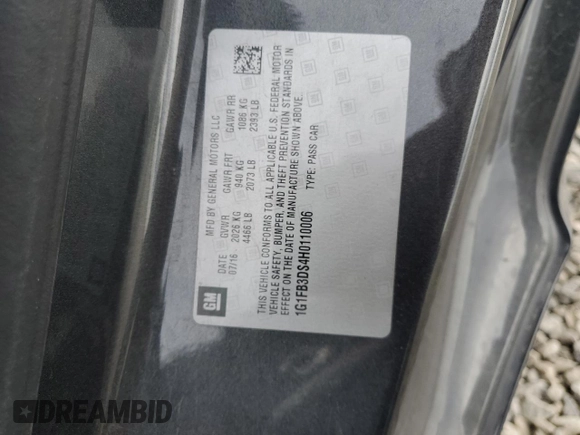 MFD BY GENERAL MOTORS LLC
DATE GVWR GAWR FRT GAWR RR
07/16 2026 KG 940 KG 1086 KG
4466 LB 2073 LB 2393 LB
THIS VEHICLE CONFORMS TO ALL APPLICABLE U.S. FEDERAL MOTOR
VEHICLE SAFETY, BUMPER, AND THEFT PREVENTION STANDARDS IN
EFFECT ON THE DATE OF MANUFACTURE SHOWN ABOVE.
1G1FB3DS4H0110006 TYPE: PASS CAR
GM
DREAMBID